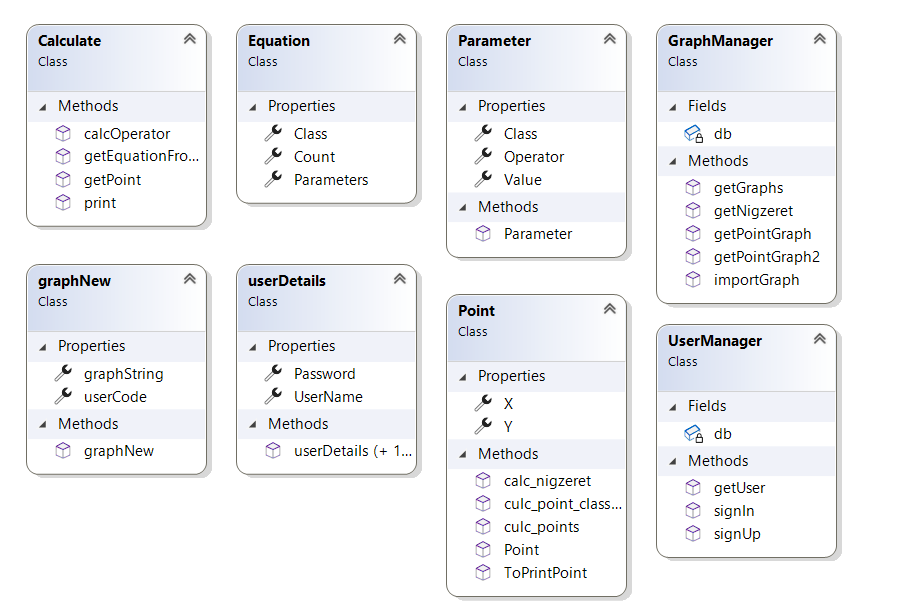 Calculate
Class
Methods
calcOperator
getEquationFro...
getPoint
print
Equation
Class
Properties
Class
Count
Parameters
Parameter
Class
Properties
Class
Operator
Value
Methods
Parameter
GraphManager
Class
Fields
db
Methods
getGraphs
getNigzeret
getPointGraph
getPointGraph2
importGraph
graphNew
Class
Properties
graphString
userCode
Methods
graphNew
userDetails
Class
Properties
Password
UserName
Methods
userDetails (+ 1...
Point
Class
Properties
X
Y
Methods
calc_nigzeret
culc_point_class...
culc_points
Point
ToPrintPoint
UserManager
Class
Fields
db
Methods
getUser
signIn
signUp